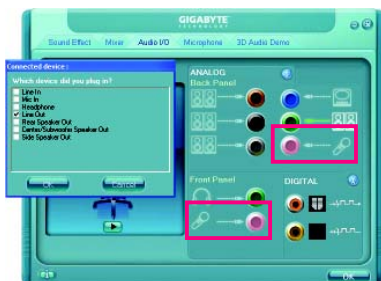 GIGABYTE
TECHNOLOGY
Sound Effect Mixer Audio I/O Microphone 3D Audio Demo
Connected device :
Which device did you plug in?
Line In
Mic In
Headphone
Line Out
Rear Speaker Out
Center/Subwoofer Speaker Out
Side Speaker Out
OK
Cancel
ANALOG
Back Panel
Front Panel
DIGITAL
OK